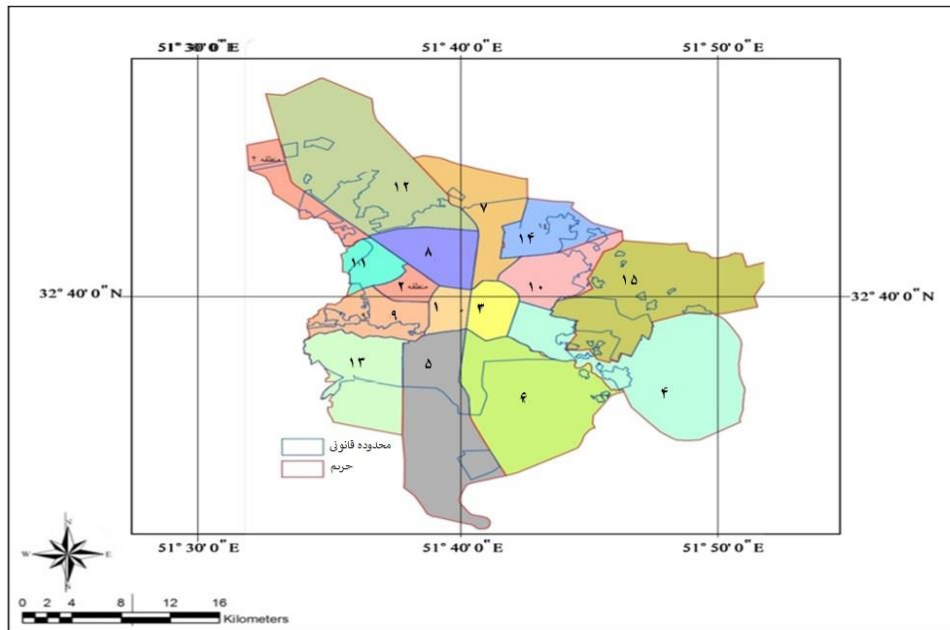 51° 30' 0" E 51° 40' 0" E 51° 50' 0" E
منطقه ۲
۱۲
۷
۱۴
۸
۱۱
۱۵
منطقه ۲
۱۰
32° 40' 0" N 32° 40' 0" N
۱
۳
۹
۱۳
۵
۴
۶
محدوده قانونی
حریم
51° 30' 0" E 51° 40' 0" E 51° 50' 0" E
N
W E
S
0 2 4 8 12 16
Kilometers